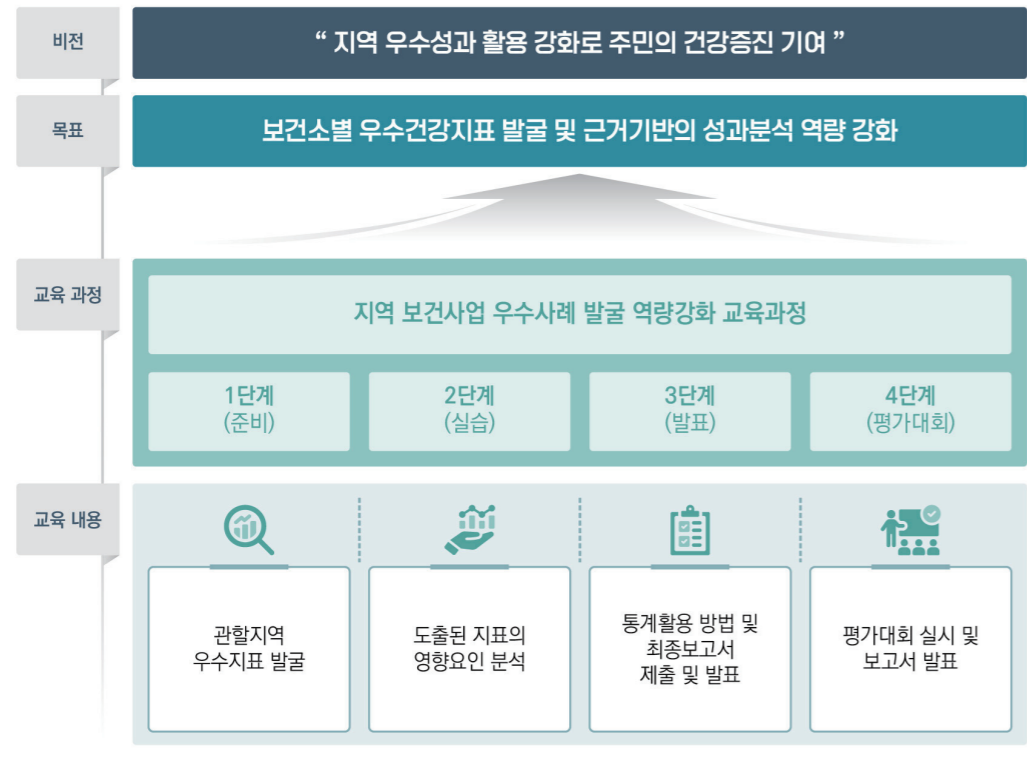 비전
“ 지역 우수성과 활용 강화로 주민의 건강증진 기여 ”
목표
보건소별 우수건강지표 발굴 및 근거기반의 성과분석 역량 강화
교육 과정
지역 보건사업 우수사례 발굴 역량강화 교육과정
1단계
(준비)
2단계
(실습)
3단계
(발표)
4단계
(평가대회)
교육 내용
관할지역
우수지표 발굴
도출된 지표의
영향요인 분석
통계활용 방법 및
최종보고서
제출 및 발표
평가대회 실시 및
보고서 발표